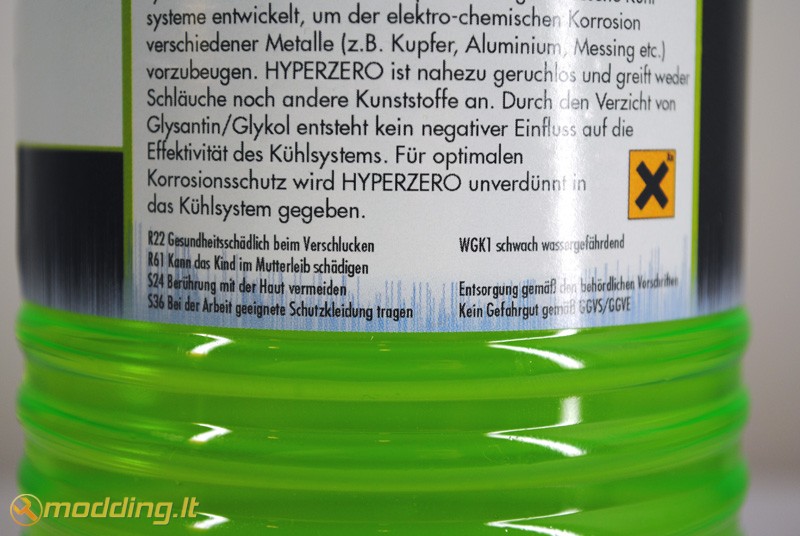 systeme entwickelt, um der elektro-chemischen Korrosion
verschiedener Metalle (z.B. Kupfer, Aluminium, Messing etc.)
vorzubeugen. HYPERZERO ist nahezu geruchlos und greift weder
Schläuche noch andere Kunststoffe an. Durch den Verzicht von
Glysantin/Glykol entsteht kein negativer Einfluss auf die
Effektivität des Kühlsystems. Für optimalen
Korrosionsschutz wird HYPERZERO unverdünnt in
das Kühlsystem gegeben.
Xn
R22 Gesundheitsschädlich beim Verschlucken
R61 Kann das Kind im Mutterleib schädigen
S24 Berührung mit der Haut vermeiden
S36 Bei der Arbeit geeignete Schutzkleidung tragen
WGK1 schwach wassergefährdend
Entsorgung gemäß den behördlichen Vorschriften
Kein Gefahrgut gemäß GGVS/GGVE
modding.lt